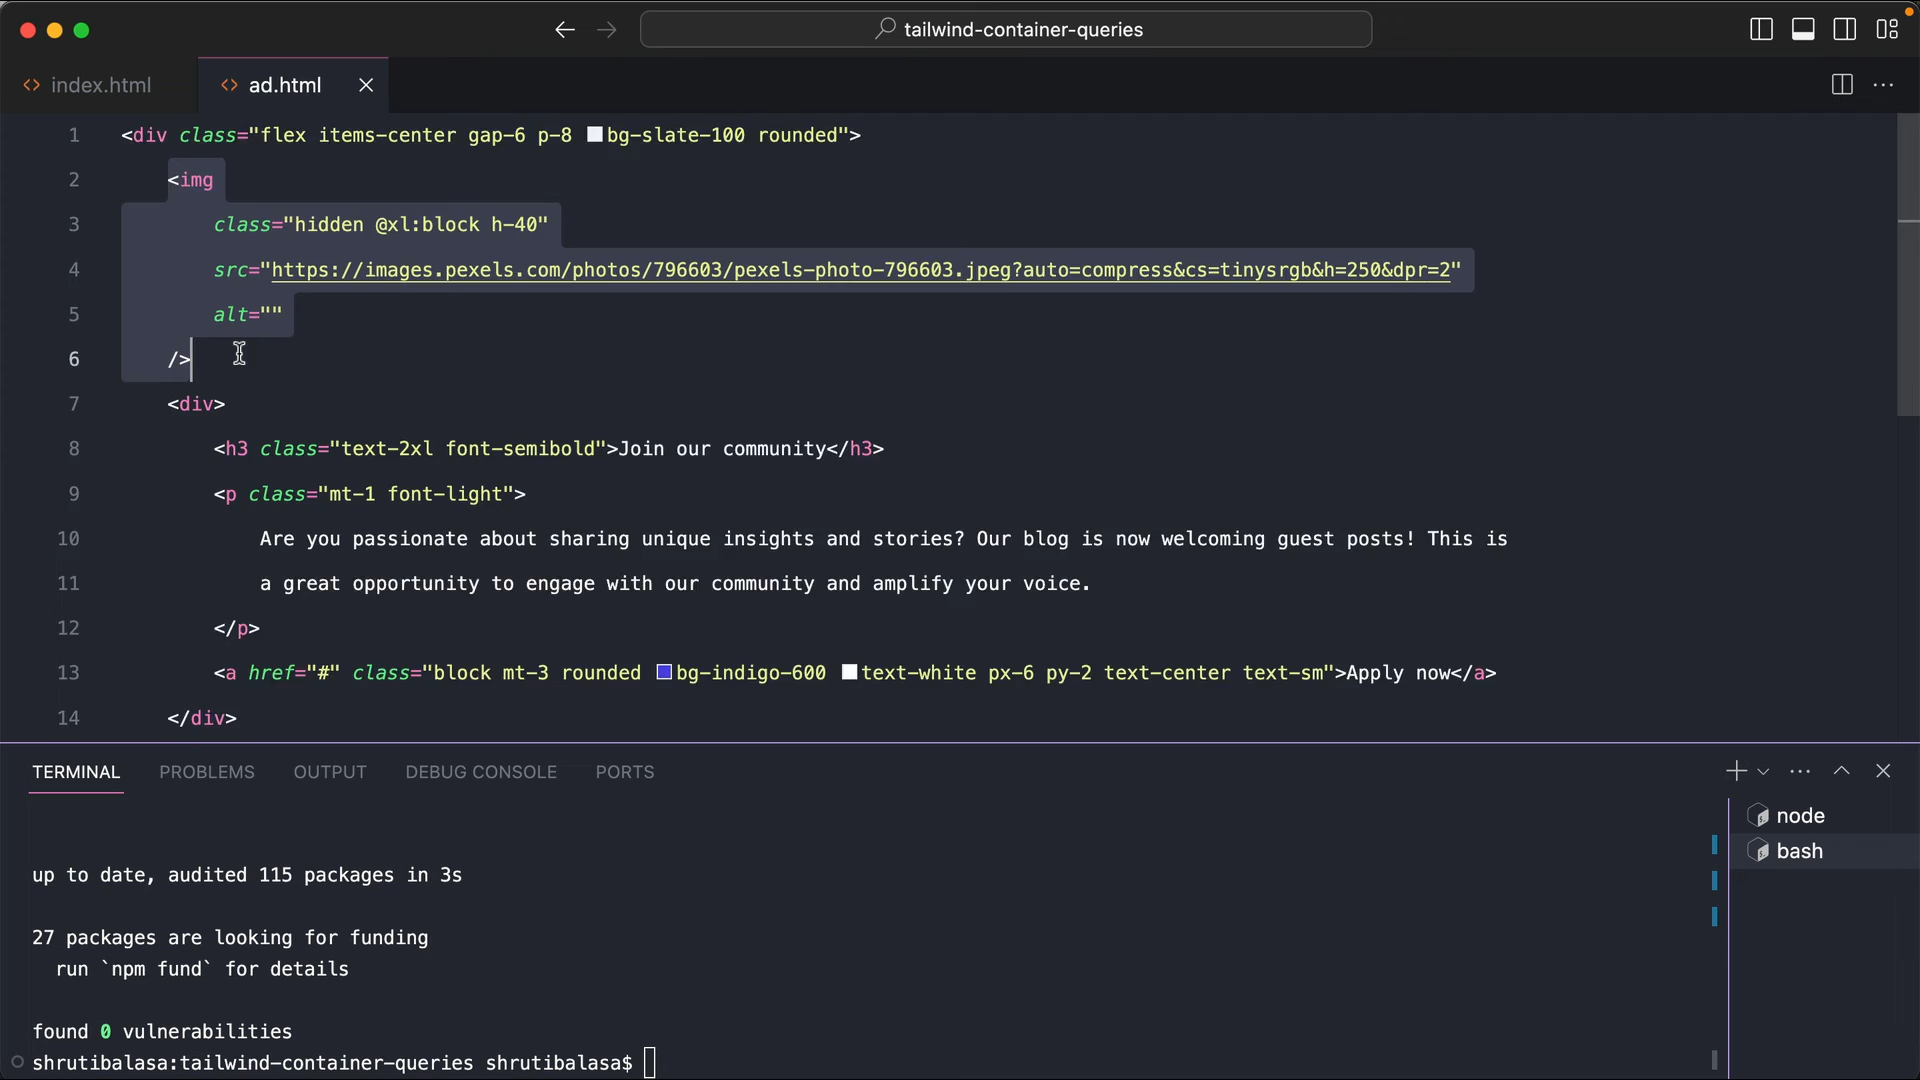 tailwind-container-queries
index.html
ad.html
1 <div class="flex items-center gap-6 p-8 bg-slate-100 rounded">
2 <img
3 class="hidden @xl:block h-40"
4 src="https://images.pexels.com/photos/796603/pexels-photo-796603.jpeg?auto=compress&cs=tinysrgb&h=250&dpr=2"
5 alt=""
6 />
7 <div>
8 <h3 class="text-2xl font-semibold">Join our community</h3>
9 <p class="mt-1 font-light">
10 Are you passionate about sharing unique insights and stories? Our blog is now welcoming guest posts! This is
11 a great opportunity to engage with our community and amplify your voice.
12 </p>
13 <a href="#" class="block mt-3 rounded bg-indigo-600 text-white px-6 py-2 text-center text-sm">Apply now</a>
14 </div>
TERMINAL PROBLEMS OUTPUT DEBUG CONSOLE PORTS
node
bash
up to date, audited 115 packages in 3s
27 packages are looking for funding
run `npm fund` for details
found 0 vulnerabilities
shrutibalasa:tailwind-container-queries shrutibalasa$